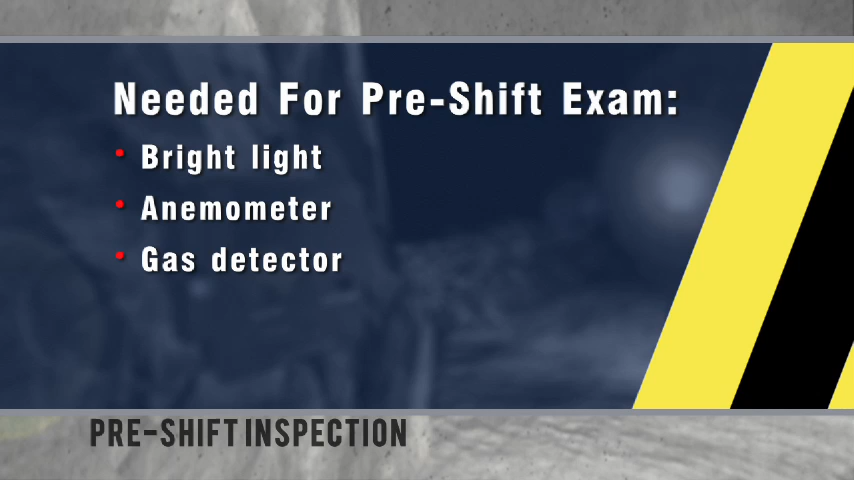 Needed For Pre-Shift Exam:
Bright light
Anemometer
Gas detector
PRE-SHIFT INSPECTION